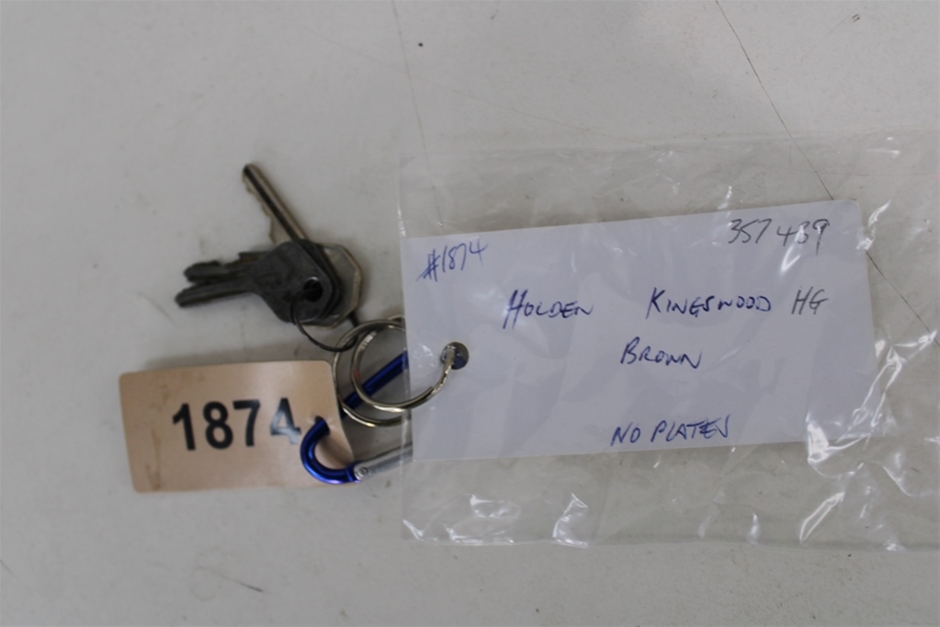 357439
#1874
HOLDEN KINGSWOOD HG
BROWN
NO PLATES
1874